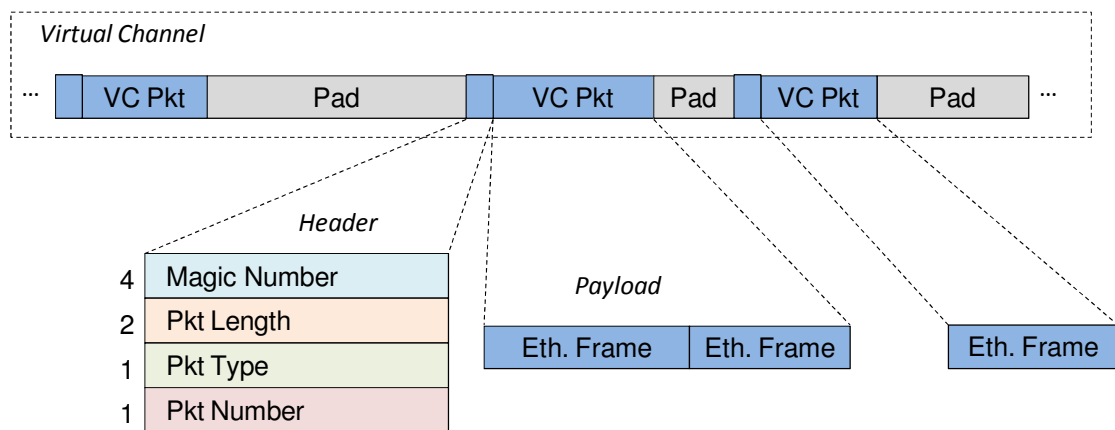 Virtual Channel
... VC Pkt Pad VC Pkt Pad VC Pkt Pad ...
Header
4 Magic Number
2 Pkt Length
1 Pkt Type
1 Pkt Number
Payload
Eth. Frame Eth. Frame
Eth. Frame